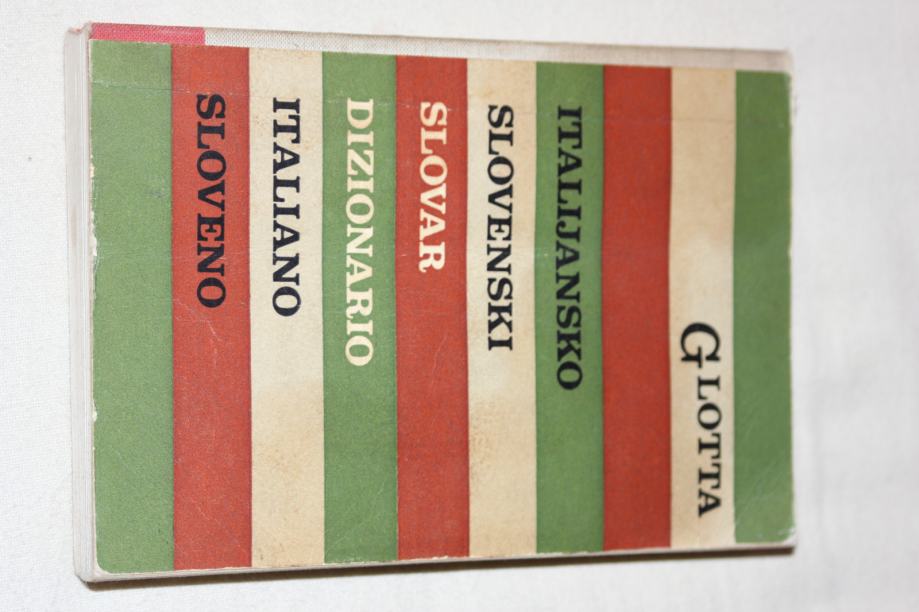 GLOTTA
ITALIJANSKO
SLOVENSKI
SLOVAR
DIZIONARIO
ITALIANO
SLOVENO